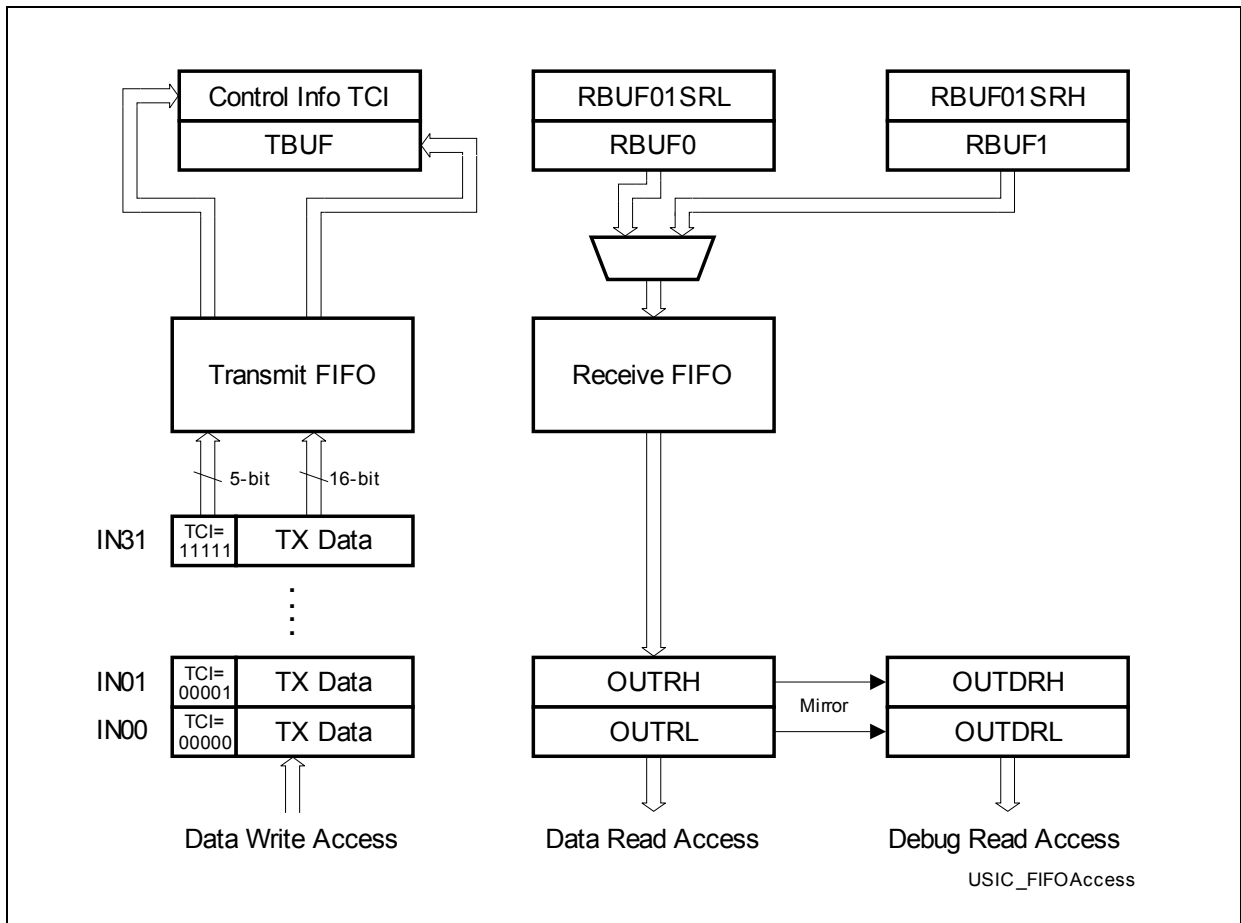 Control Info TCI
TBUF
RBUF01SRL
RBUF0
RBUF01SRH
RBUF1
Transmit FIFO
Receive FIFO
5-bit
16-bit
IN31
TCI=
11111
TX Data
IN01
TCI=
00001
TX Data
IN00
TCI=
00000
TX Data
OUTRH
OUTRL
Mirror
OUTDRH
OUTDRL
Data Write Access
Data Read Access
Debug Read Access
USIC_FIFOAccess